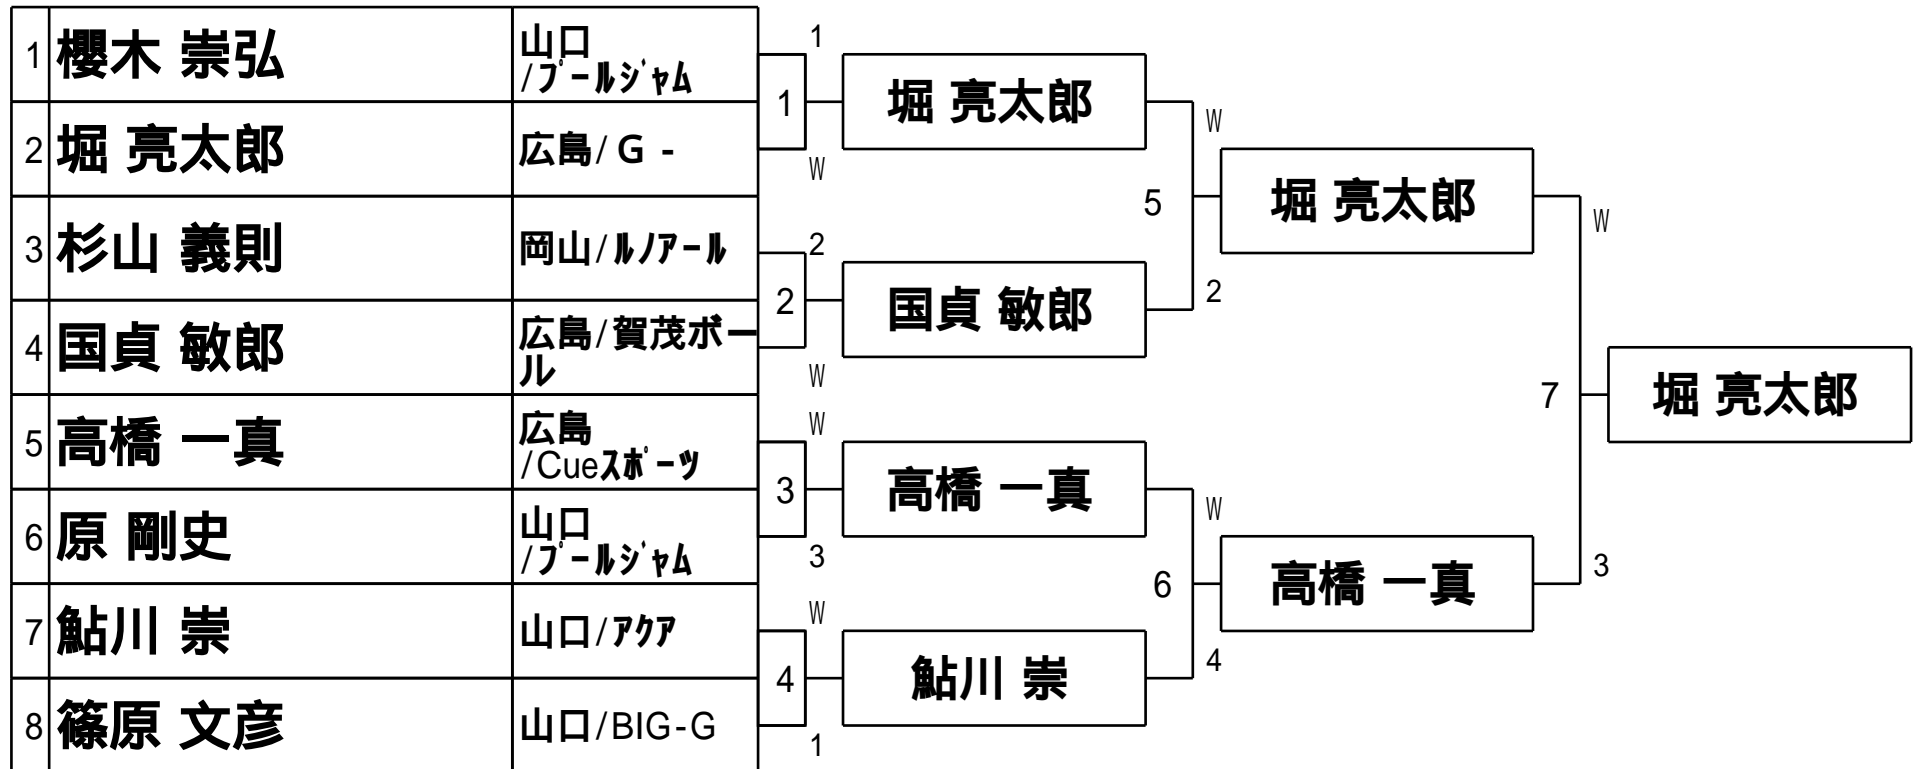 1 櫻木 崇弘 山口
/プールジャム
2 堀 亮太郎 広島/G -
3 杉山 義則 岡山/ルノアール
4 国貞 敏郎 広島/賀茂ボー
ル
5 高橋 一真 広島
/Cueスポーツ
6 原 剛史 山口
/プールジャム
7 鮎川 崇 山口/アクア
8 篠原 文彦 山口/BIG-G
1
1
W
堀 亮太郎
2
2
W
国貞 敏郎
W
3
3
高橋 一真
W
4
1
鮎川 崇
W
5
2
堀 亮太郎
W
6
4
高橋 一真
W
7
3
堀 亮太郎